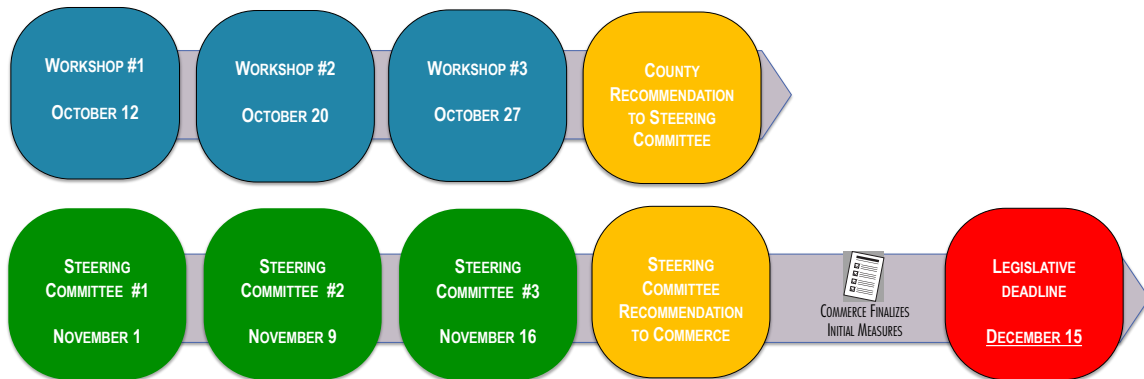 Workshop #1
October 12
Workshop #2
October 20
Workshop #3
October 27
County
Recommendation
to Steering
Committee
Steering
Committee #1
November 1
Steering
Committee #2
November 9
Steering
Committee #3
November 16
Steering
Committee
Recommendation
to Commerce
Commerce Finalizes
Initial Measures
Legislative
deadline
December 15